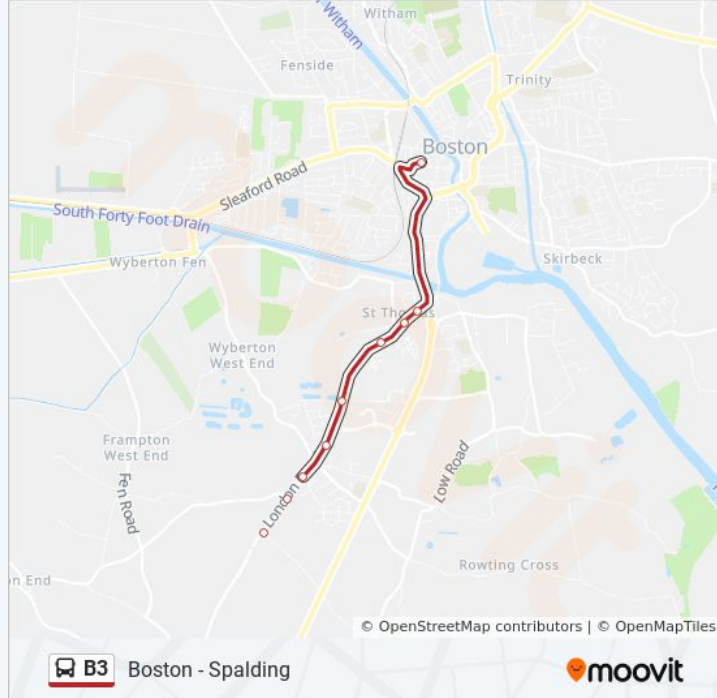 Witham
r Witham
Fenside
Trinity
Boston
Sleaford Road
South Forty Foot Drain
Wyberton Fen
Skirbeck
St Thomas
Wyberton
West End
Frampton
West End
Fen Road
Low Road
London
Rowting Cross
on End
© OpenStreetMap contributors | © OpenMapTiles
B3 Boston - Spalding
moovit